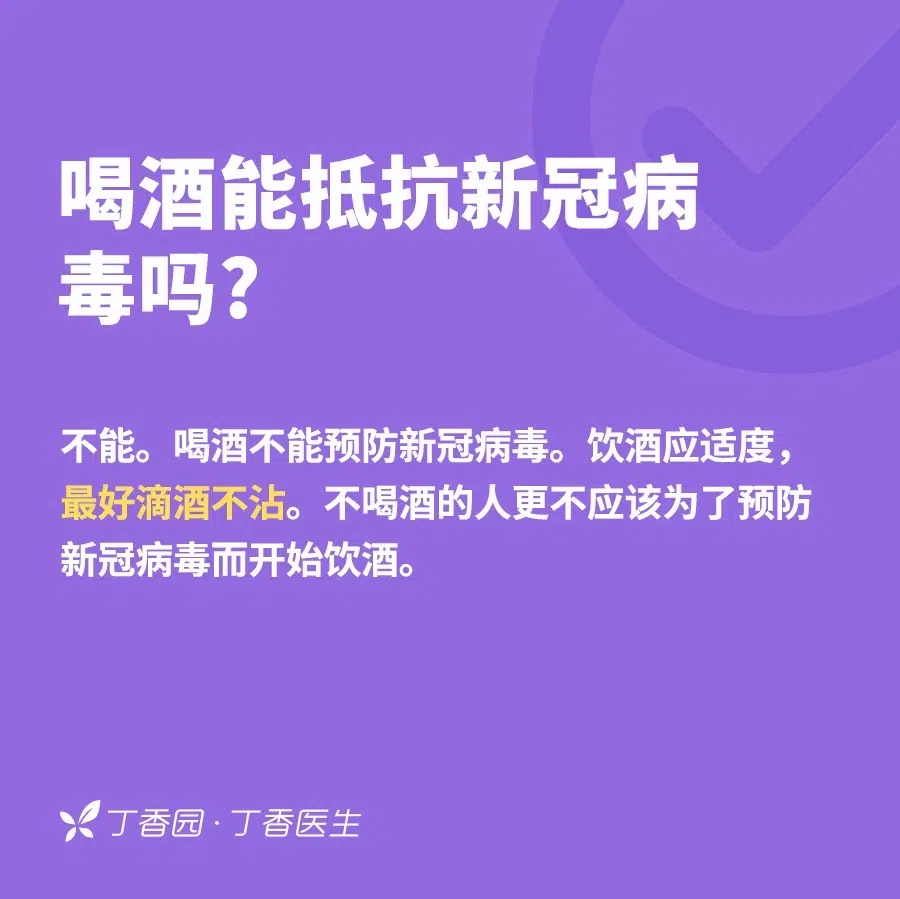 喝酒能抵抗新冠病
毒吗?
不能。喝酒不能预防新冠病毒。饮酒应适度，
最好滴酒不沾。不喝酒的人更不应该为了预防
新冠病毒而开始饮酒。
丁香园·丁香医生